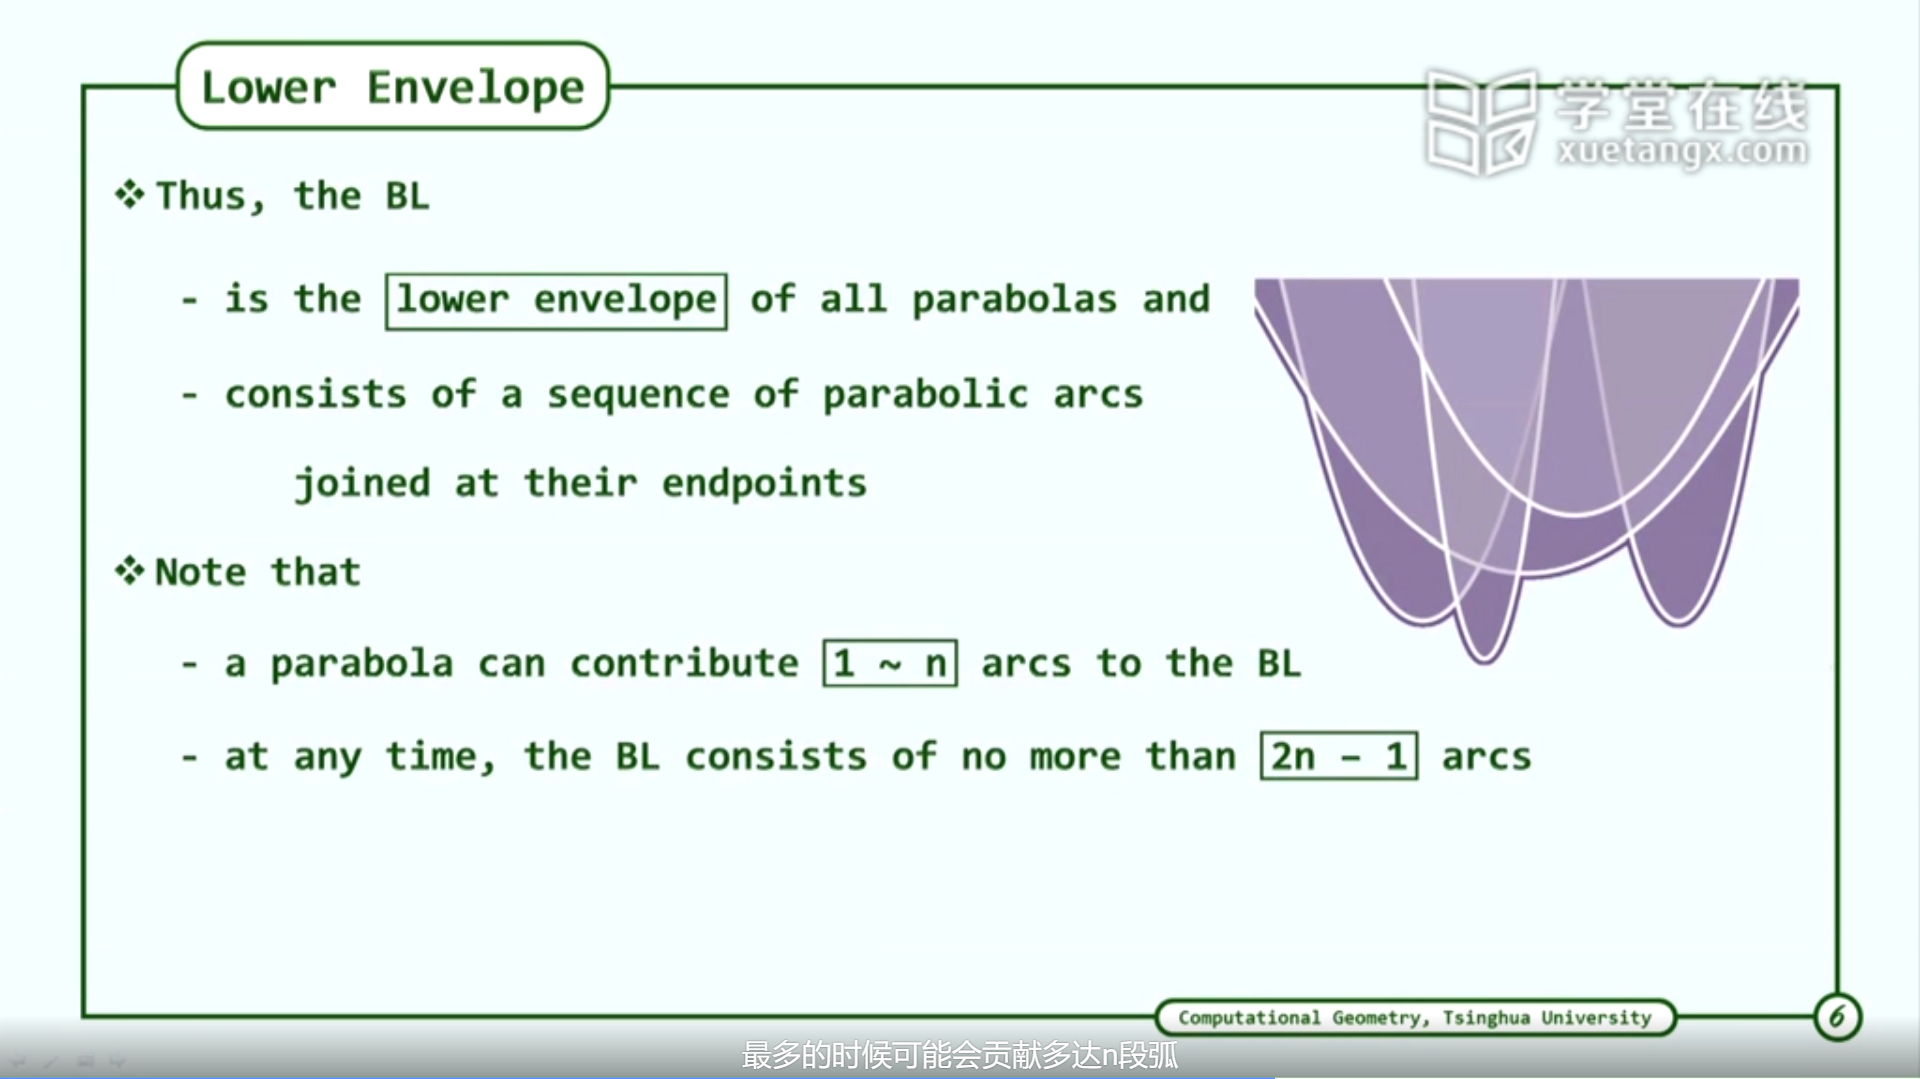 Lower Envelope
学堂在线
xuetangx.com
❖ Thus, the BL
- is the lower envelope of all parabolas and
- consists of a sequence of parabolic arcs
joined at their endpoints
❖ Note that
- a parabola can contribute 1 ~ n arcs to the BL
- at any time, the BL consists of no more than 2n - 1 arcs
Computational Geometry, Tsinghua University
6
最多的时候可能会贡献多达n段弧